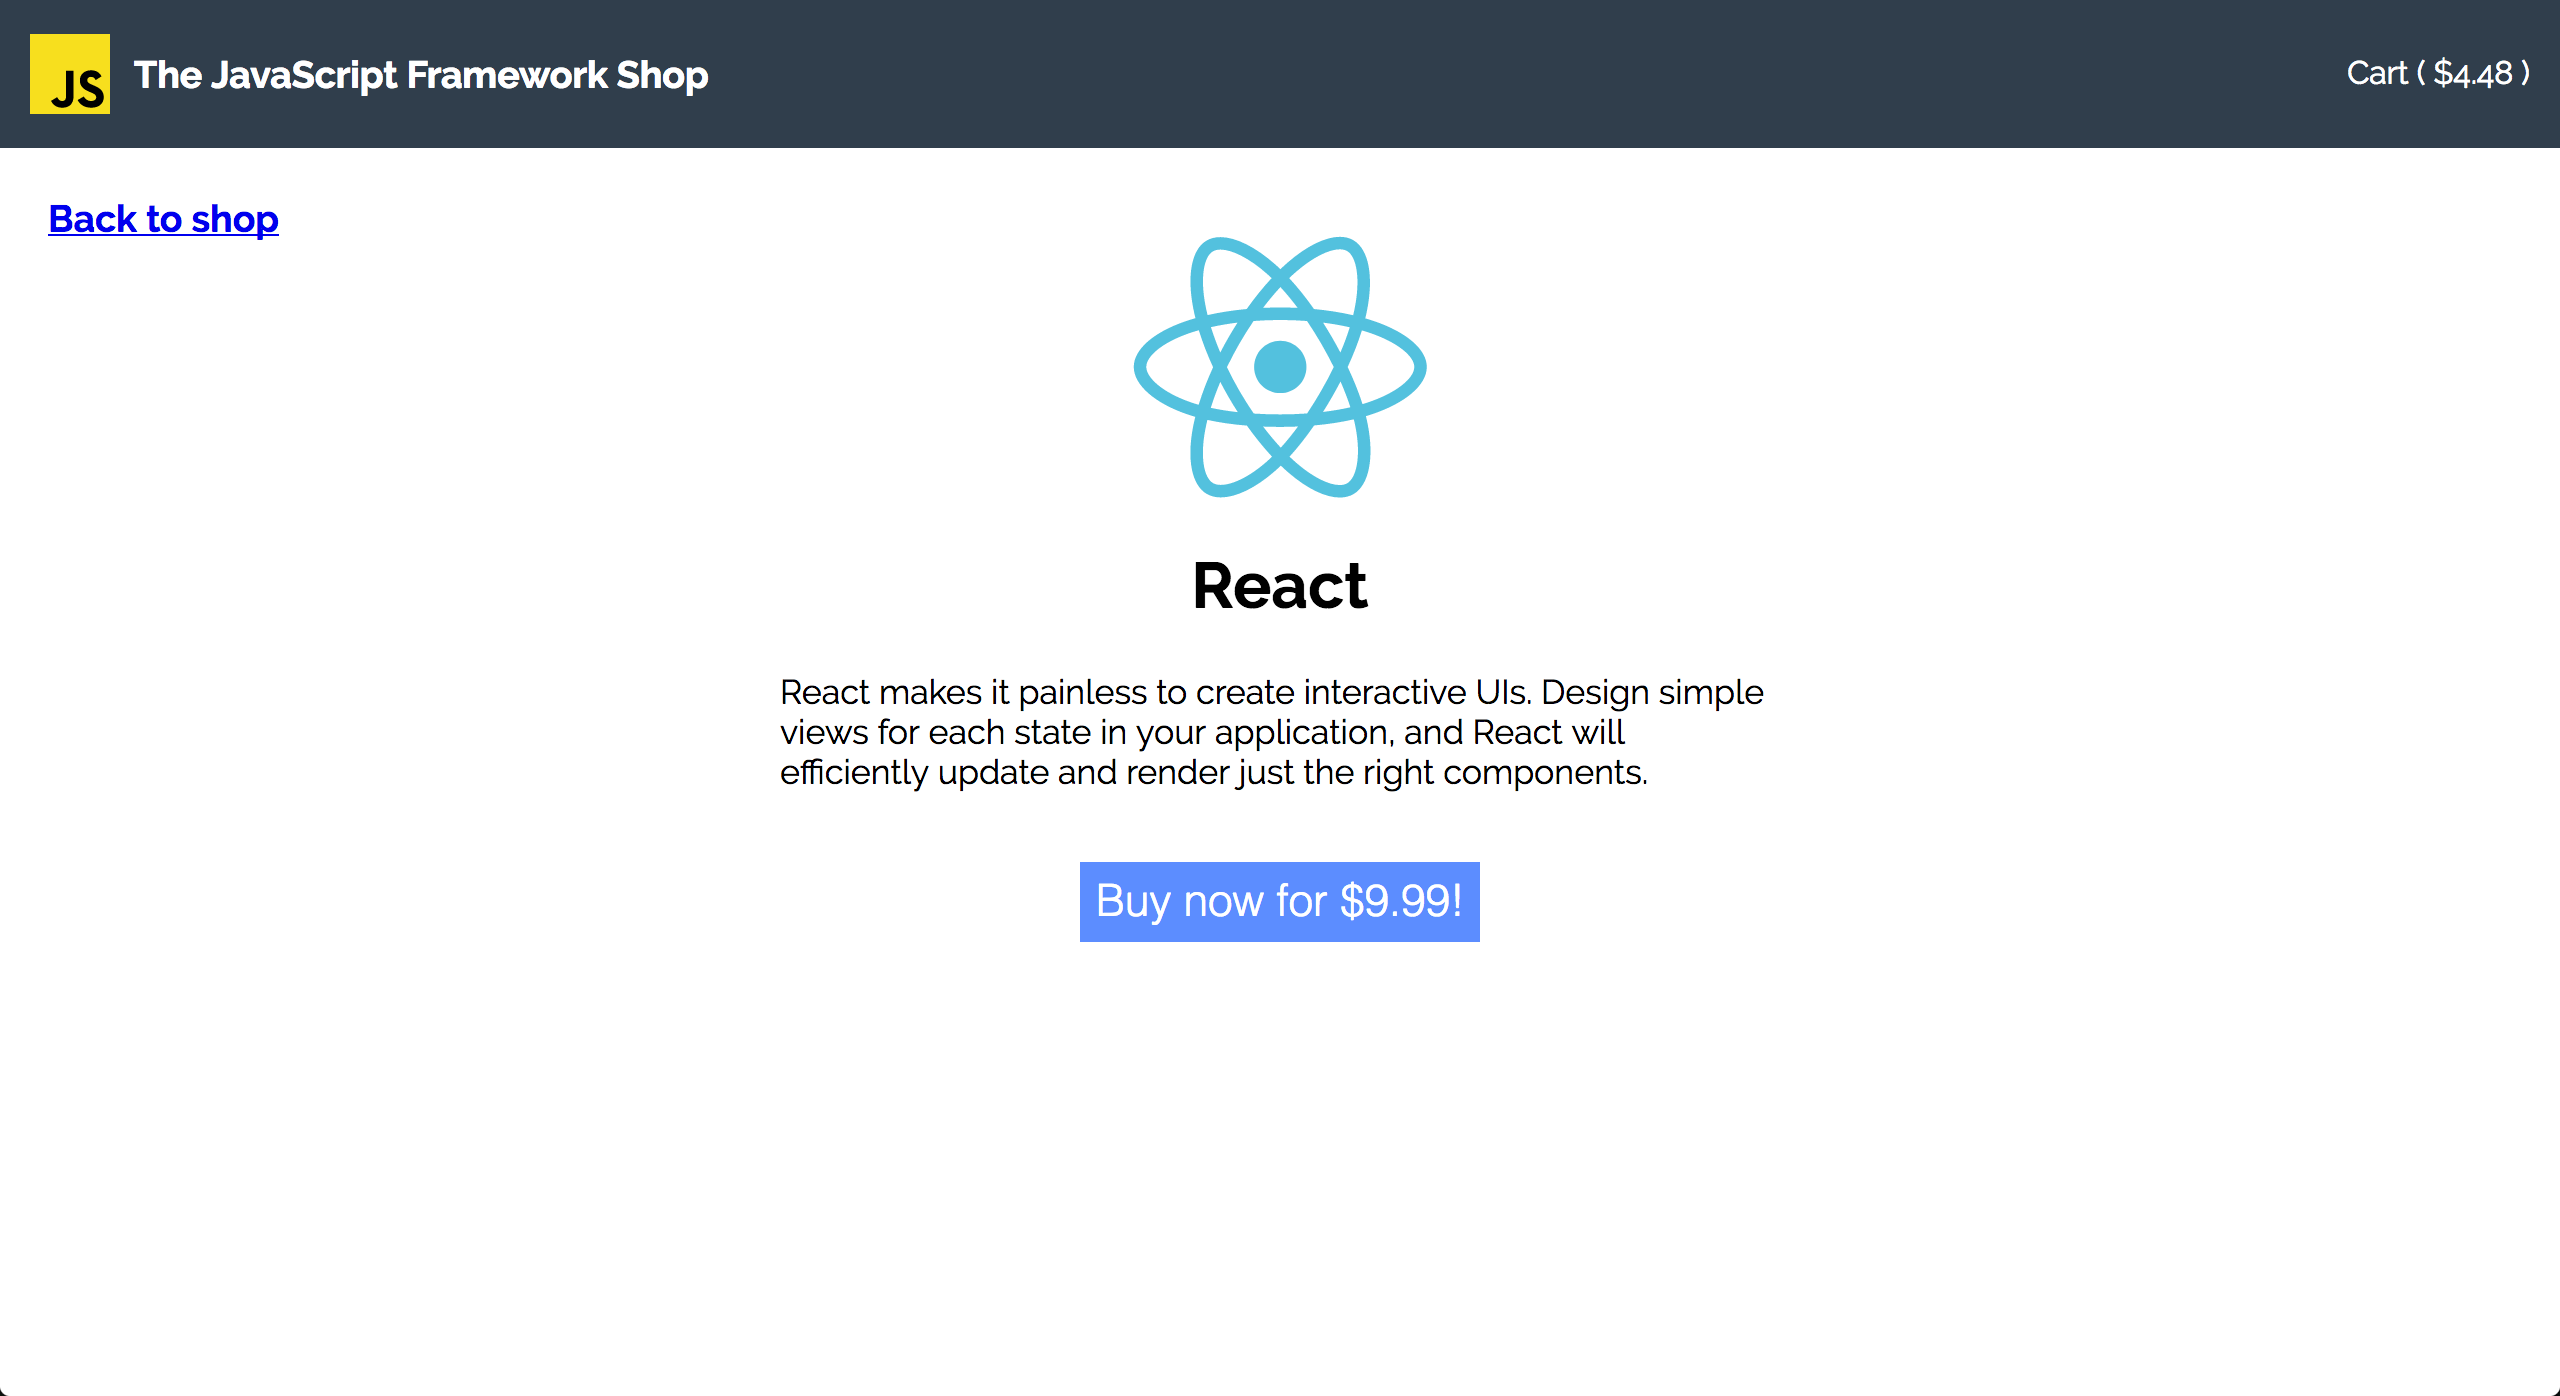 JS
The JavaScript Framework Shop
Cart ( $4.48 )
Back to shop
React
React makes it painless to create interactive UIs. Design simple
views for each state in your application, and React will
efficiently update and render just the right components.
Buy now for $9.99!